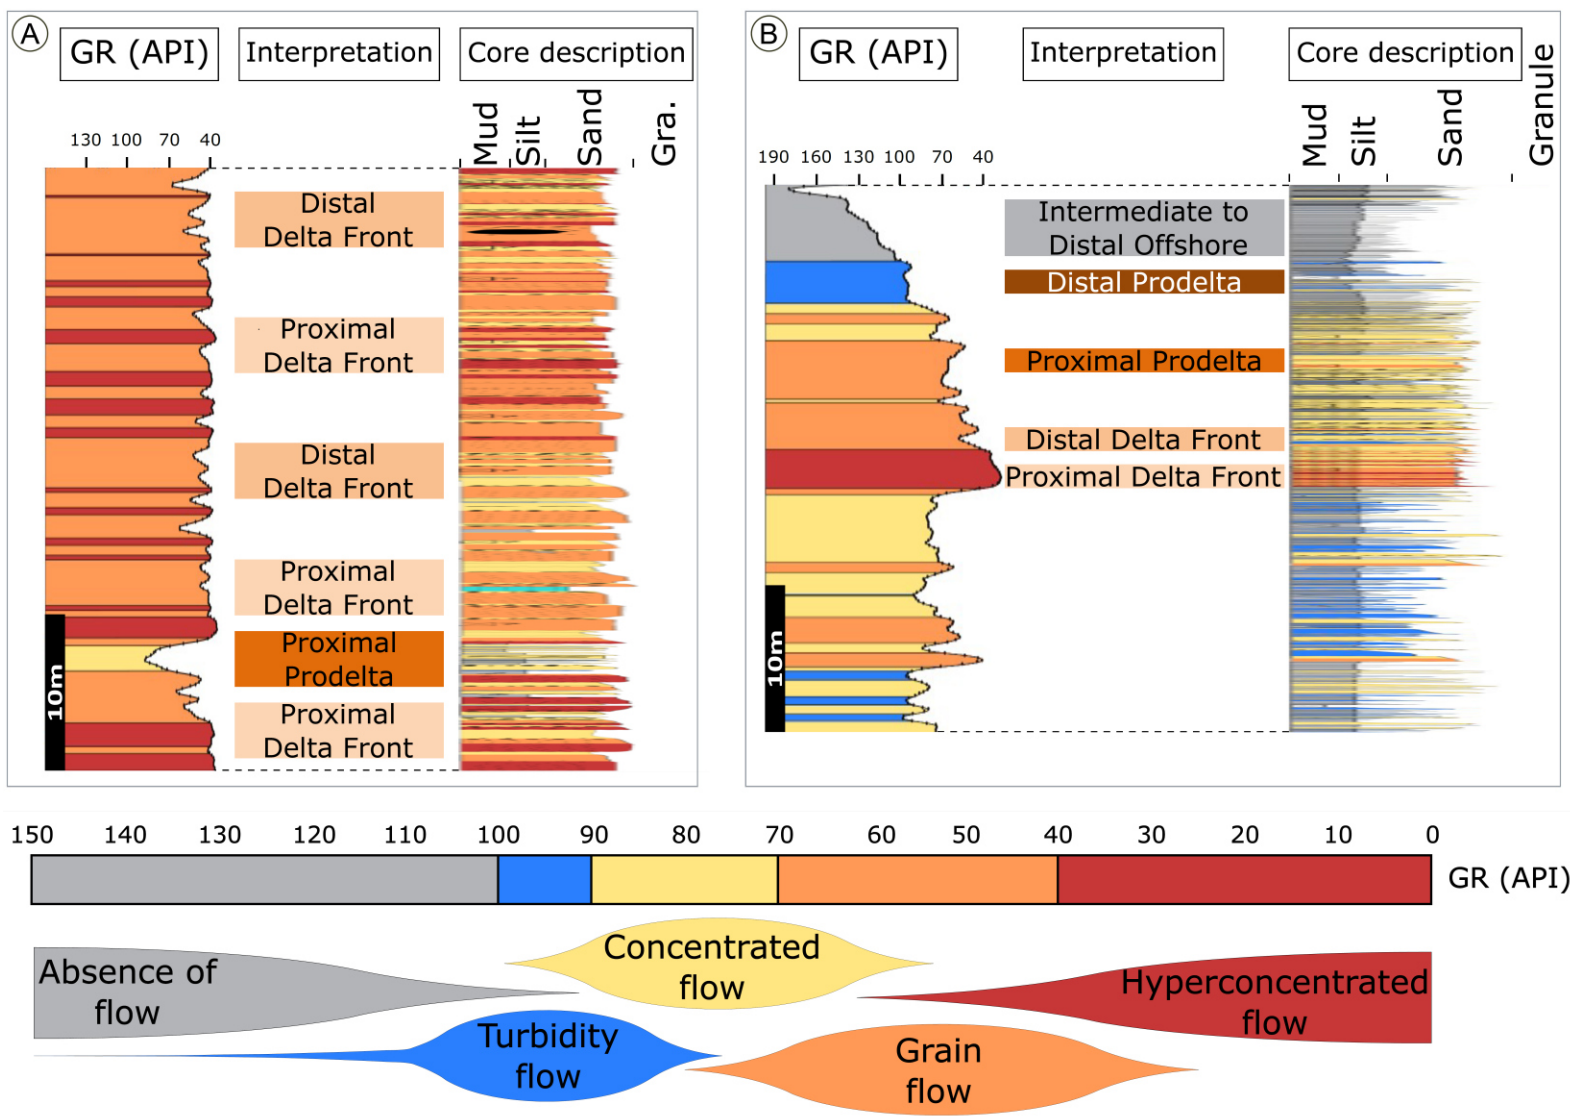 A
GR (API)
Interpretation
Core description
Mud
Silt
Sand
Gra.
130 100 70 40
Distal
Delta Front
Proximal
Delta Front
Distal
Delta Front
Proximal
Delta Front
Proximal
Prodelta
Proximal
Delta Front
10m
B
GR (API)
Interpretation
Core description
Mud
Silt
Sand
Granule
190 160 130 100 70 40
Intermediate to
Distal Offshore
Distal Prodelta
Proximal Prodelta
Distal Delta Front
Proximal Delta Front
10m
150 140 130 120 110 100 90 80 70 60 50 40 30 20 10 0
GR (API)
Absence of
flow
Concentrated
flow
Hyperconcentrated
flow
Turbidity
flow
Grain
flow